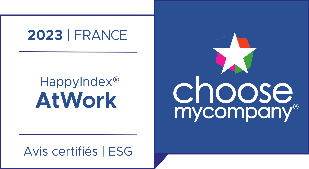 2023 | FRANCE
HappyIndex®
AtWork
Avis certifiés | ESG
choose
mycompany®